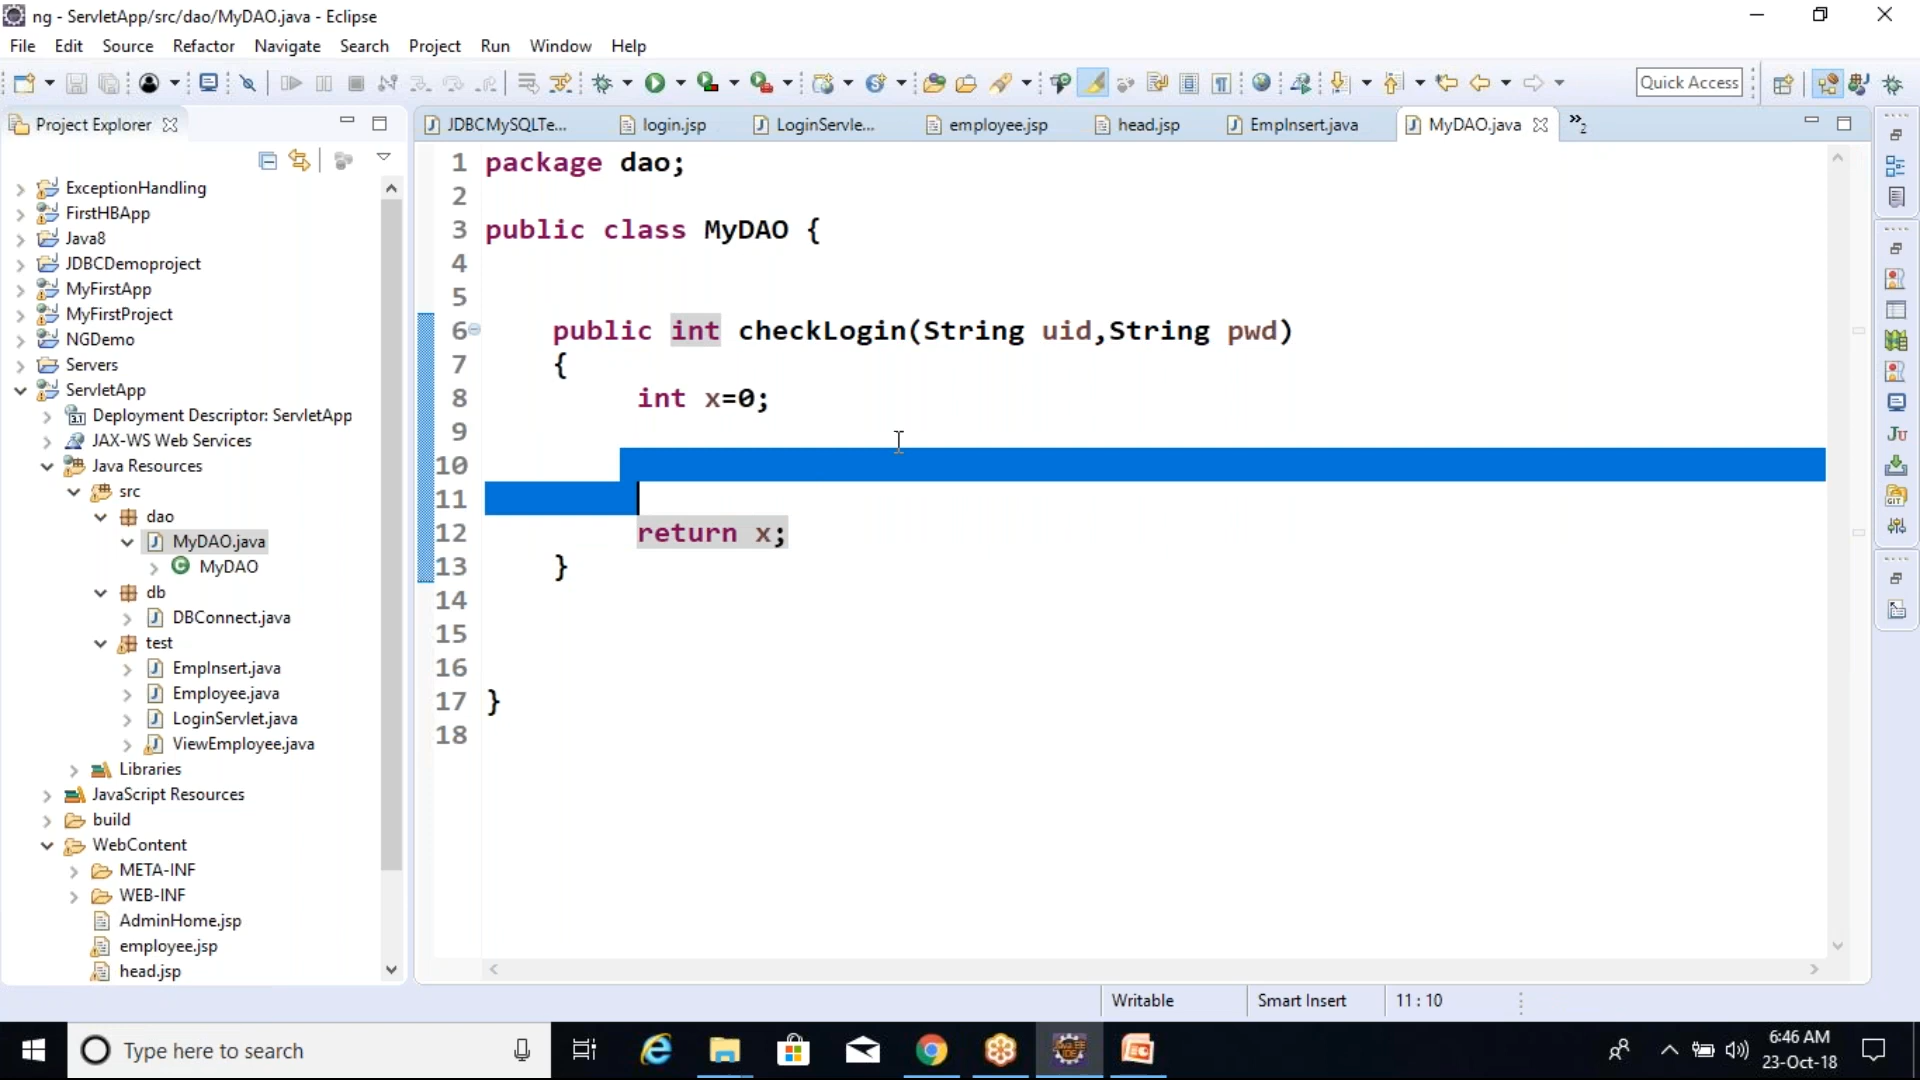 ng - ServletApp/src/dao/MyDAO.java - Eclipse
File Edit Source Refactor Navigate Search Project Run Window Help
Quick Access
Project Explorer
JDBCMySQLTe...
login.jsp
LoginServle...
employee.jsp
head.jsp
EmpInsert.java
MyDAO.java
»2
ExceptionHandling
FirstHBApp
Java8
JDBCDemoproject
MyFirstApp
MyFirstProject
NGDemo
Servers
ServletApp
Deployment Descriptor: ServletApp
JAX-WS Web Services
Java Resources
src
dao
MyDAO.java
MyDAO
db
DBConnect.java
test
EmpInsert.java
Employee.java
LoginServlet.java
ViewEmployee.java
Libraries
JavaScript Resources
build
WebContent
META-INF
WEB-INF
AdminHome.jsp
employee.jsp
head.jsp
1 package dao;
2
3 public class MyDAO {
4
5
6 public int checkLogin(String uid,String pwd)
7 {
8 int x=0;
9
10
11
12 return x;
13 }
14
15
16
17 }
18
Writable
Smart Insert
11 : 10
Type here to search
6:46 AM
23-Oct-18